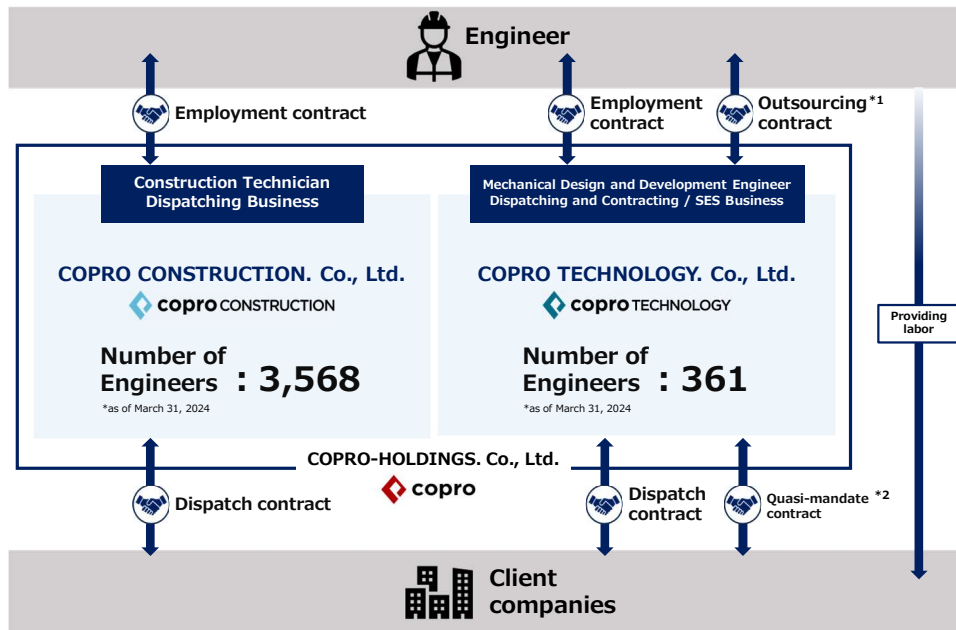 Engineer
Employment contract
Employment
contract
Outsourcing *1
contract
Construction Technician
Dispatching Business
Mechanical Design and Development Engineer
Dispatching and Contracting / SES Business
COPRO CONSTRUCTION. Co., Ltd.
copro CONSTRUCTION
Number of
Engineers : 3,568
*as of March 31, 2024
COPRO TECHNOLOGY. Co., Ltd.
copro TECHNOLOGY
Number of
Engineers : 361
*as of March 31, 2024
Providing
labor
COPRO-HOLDINGS. Co., Ltd.
copro
Dispatch contract
Dispatch
contract
Quasi-mandate *2
contract
Client
companies